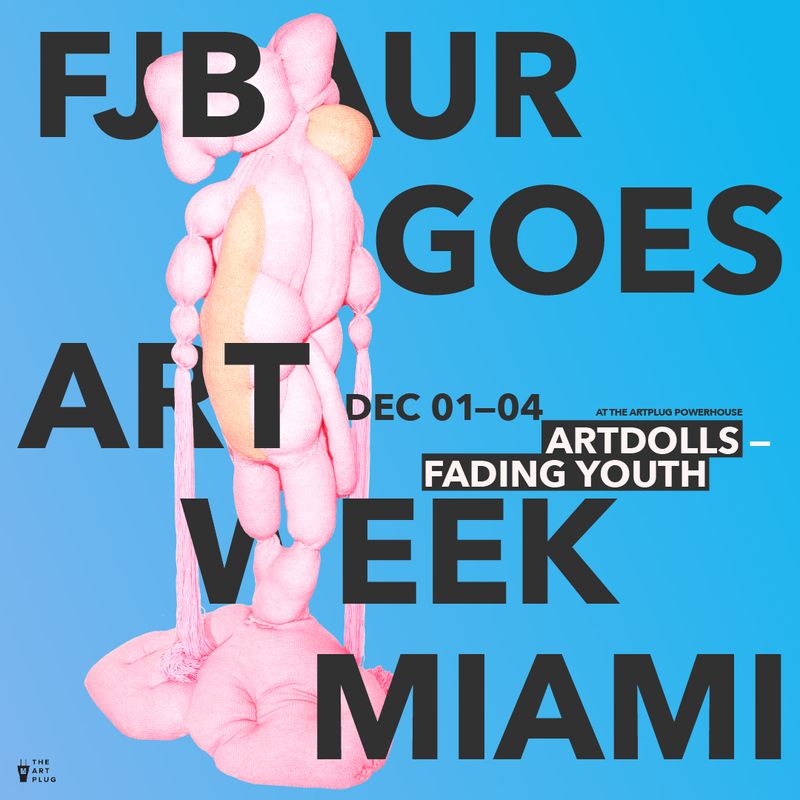 FJBAUR
GOES
ART
DEC 01–04
AT THE ARTPLUG POWERHOUSE
ARTDOLLS –
FADING YOUTH
WEEK
MIAMI
THE
ART
PLUG